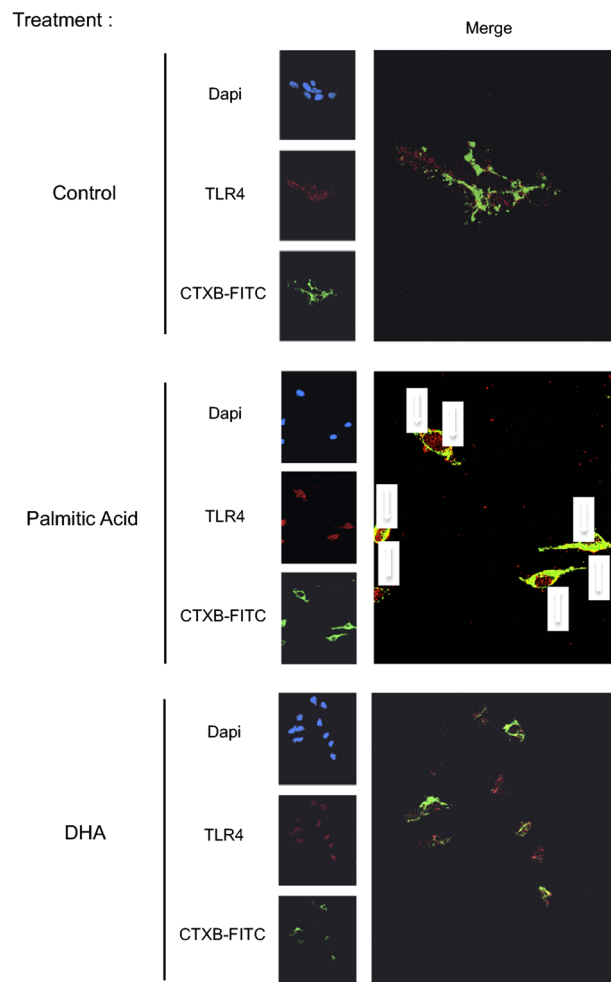 Treatment :
Merge
Dapi
Control
TLR4
CTXB-FITC
Dapi
Palmitic Acid
TLR4
CTXB-FITC
Dapi
DHA
TLR4
CTXB-FITC